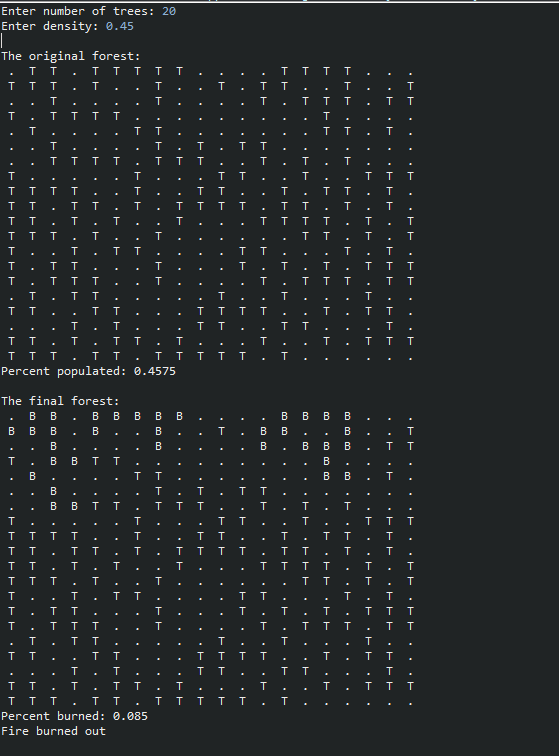 Enter number of trees: 20
Enter density: 0.45
The original forest:
. T T . T T T T T . . . . T T T T . . .
T T T . T . . T . . T . T T . . T . . T
. . T . . . . T . . . . T . T T T . T T
T . T T T T . . . . . . . . . T . . . .
. T . . . . T T . . . . . . T T . . T .
. . T . . . . T . T . T T . . . . . . .
. . T T T T . T T T . . T . T . T . . .
T . . . . . T . . . T T . . T . . T T T
T T T T . . T . . T T . . T . T T . T .
T . . T T . T . T T T T . T T . T . T .
T T . T . T . . T . . . T T T T . T . T
T T T . T . . T . . . . . . T T . T . T
T . . T . T T . . . . T T . . . T . T .
T . T T . . . T . . . T . T . T . T T T
T . T T T . . T . . . . T . T T T . T T
. T . T T . . . . . T . . T . . . T . .
T T . . T T . . . T T T T . . . . T T .
. . . T . T . . . T T . . T T . . . T .
T T . T T T . . T . . . T . . T . T T T
T T T . T T . T T T T T . T . . . . . .
Percent populated: 0.4575
The final forest:
. B B . B B B B B . . . . B B B B . . .
B B B . B . . B . . T . B B . . B . . T
. . B . . . . B . . . . B . B B B . T T
T . B B T T . . . . . . . . . B . . . .
. B . . . . T T . . . . . . B B . . T .
. . B . . . . T . T . T T . . . . . . .
. . B B T T . T T T . . T . T . T . . .
T . . . . . T . . . T T . . T . . T T T
T T T T . . T . . T T . . T . T T . T .
T . . T T . T . T T T T . T T . T . T .
T T . T . T . . T . . . T T T T . T . T
T T T . T . . T . . . . . . T T . T . T
T . . T . T T . . . . T T . . . T . T .
T . T T . . . T . . . T . T . T . T T T
T . T T T . . T . . . . T . T T T . T T
. T . T T . . . . . T . . T . . . T . .
T T . . T T . . . T T T T . . . . T T .
. . . T . T . . . T T . . T T . . . T .
T T . T T T . . T . . . T . . T . T T T
T T T . T T . T T T T T . T . . . . . .
Percent burned: 0.085
Fire burned out